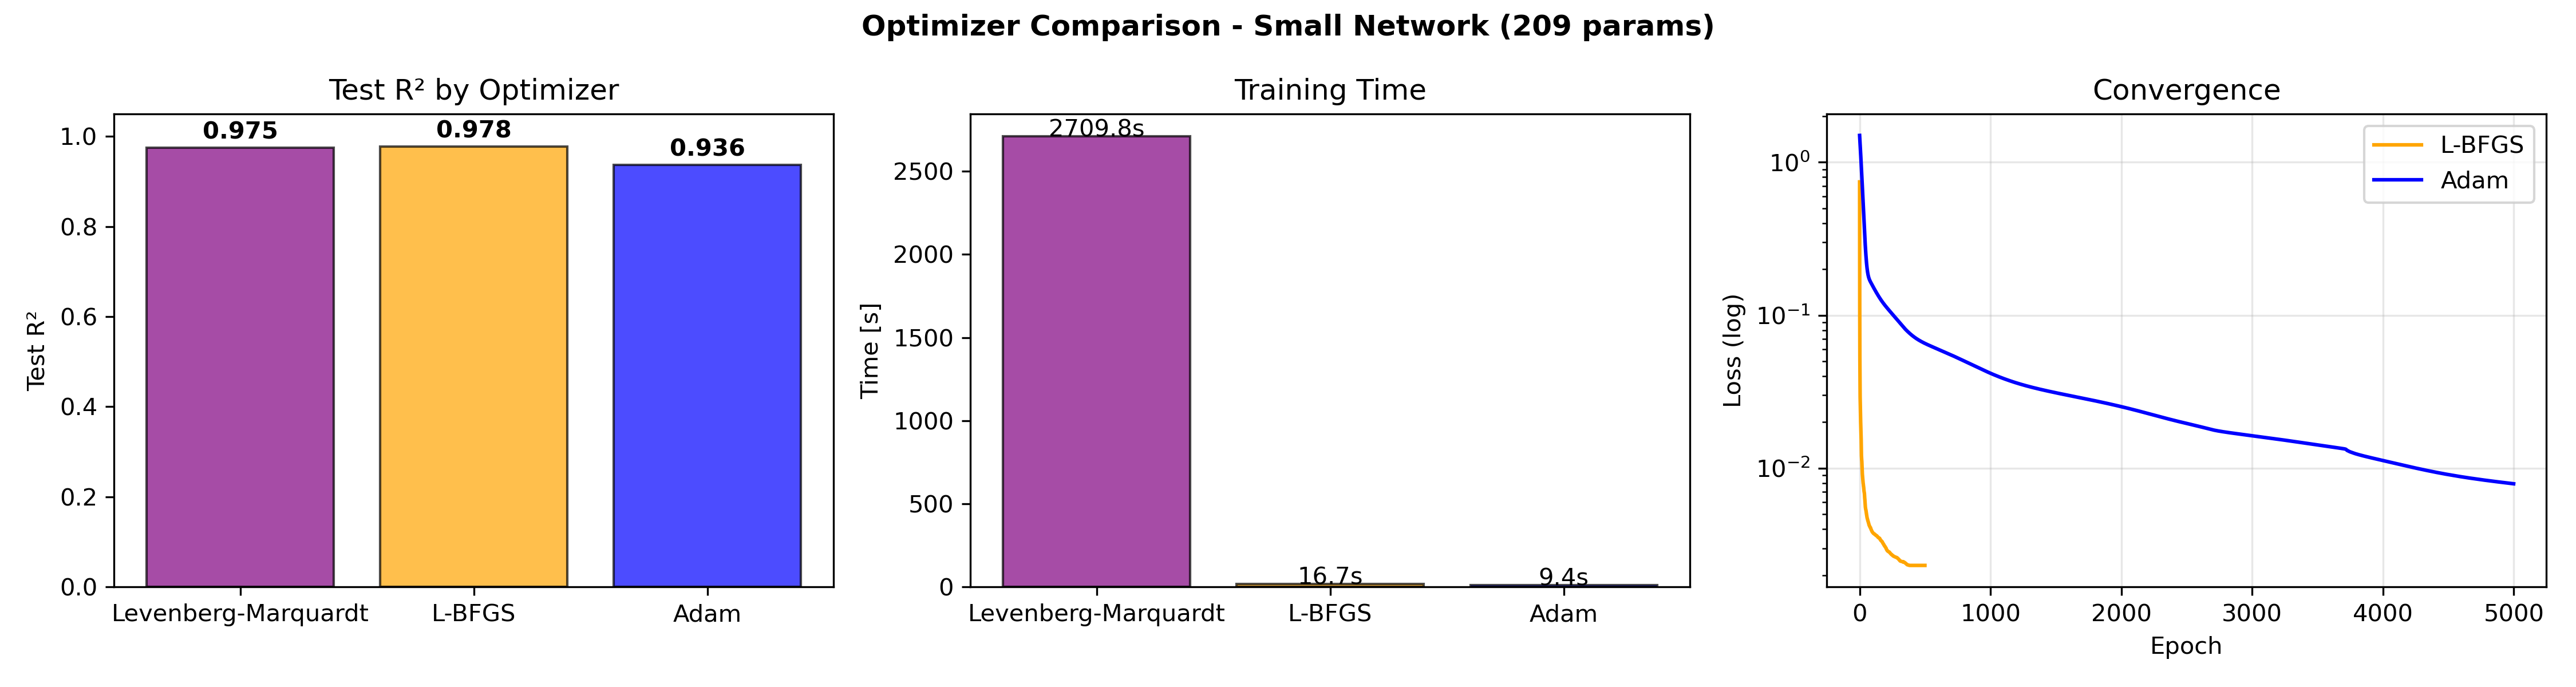 Optimizer Comparison - Small Network (209 params)
Test R² by Optimizer
Test R²
1.0
0.8
0.6
0.4
0.2
0.0
0.975
0.978
0.936
Levenberg-Marquardt
L-BFGS
Adam
Training Time
Time [s]
2500
2000
1500
1000
500
0
2709.8s
16.7s
9.4s
Levenberg-Marquardt
L-BFGS
Adam
Convergence
Loss (log)
10⁰
10⁻¹
10⁻²
L-BFGS
Adam
0
1000
2000
3000
4000
5000
Epoch